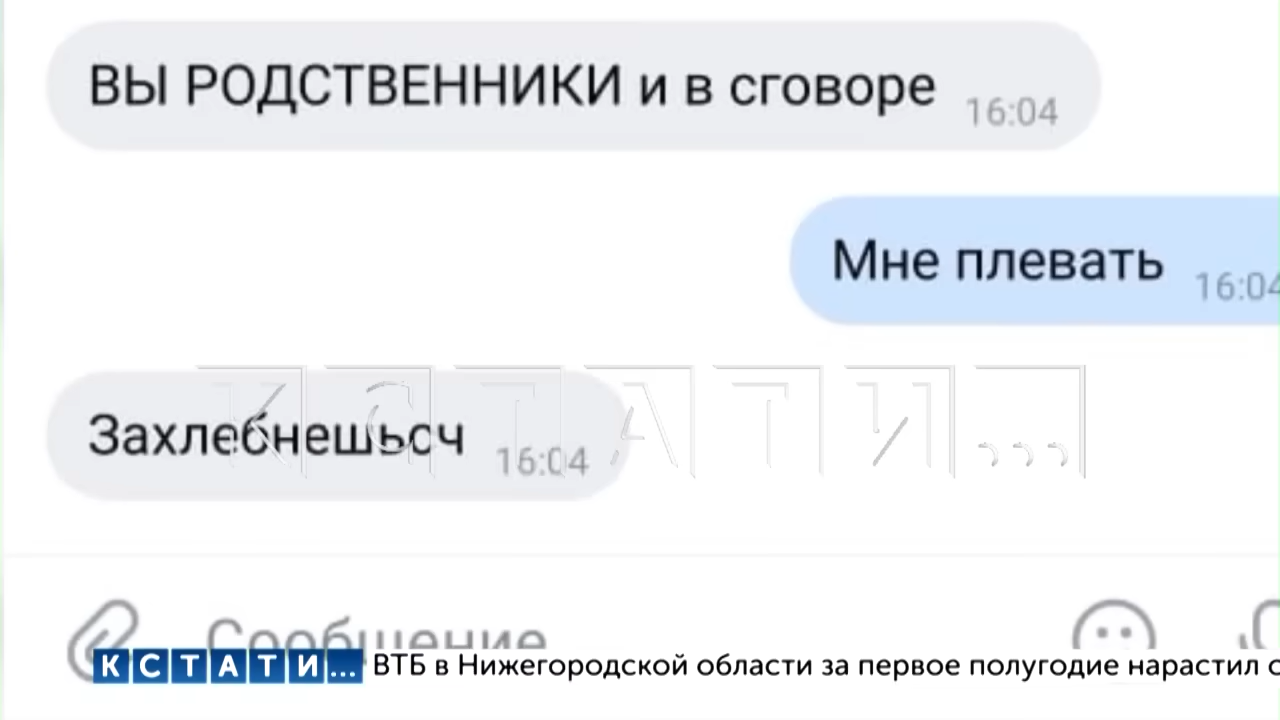 ВЫ РОДСТВЕННИКИ и в сговоре 16:04
Мне плевать 16:04
Захлебнешьсч 16:04
КСТАТИ...
Сообщение
КСТАТИ... ВТБ в Нижегородской области за первое полугодие нарастил